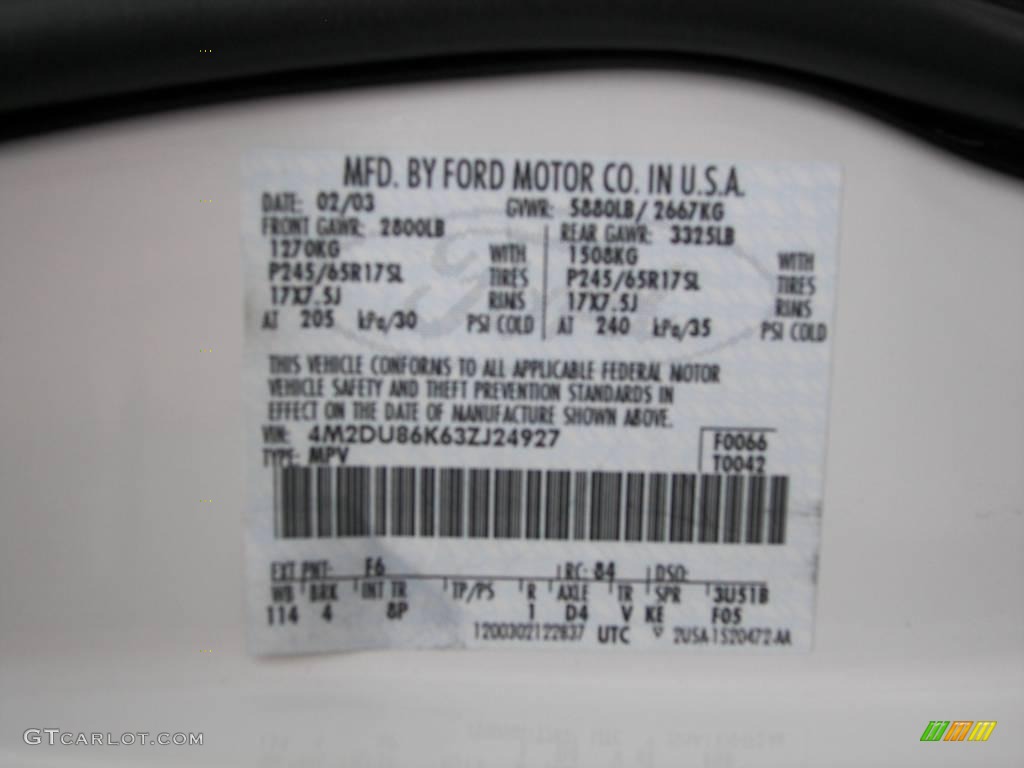 MFD. BY FORD MOTOR CO. IN U.S.A.
DATE: 02/03 GVWR: 5880LB/ 2667KG
FRONT GAWR: 2800LB REAR GAWR: 3325LB
1270KG WITH 1508KG WITH
P245/65R17SL TIRES P245/65R17SL TIRES
17X7.5J RIMS 17X7.5J RIMS
AT 205 kPa/30 PSI COLD AT 240 kPa/35 PSI COLD
THIS VEHICLE CONFORMS TO ALL APPLICABLE FEDERAL MOTOR
VEHICLE SAFETY AND THEFT PREVENTION STANDARDS IN
EFFECT ON THE DATE OF MANUFACTURE SHOWN ABOVE.
VIN: 4M2DU86K63ZJ24927 F0066
TYPE: MPV T0042
EXT PNT: F6 RC: 84 DSO:
WB BRK INT TR TP/PS R AXLE TR SPR 3U51B
114 4 8P 1 D4 V KE F05
1200302122837 UTC 2U5A1520472-AA
GTCARLOT.COM